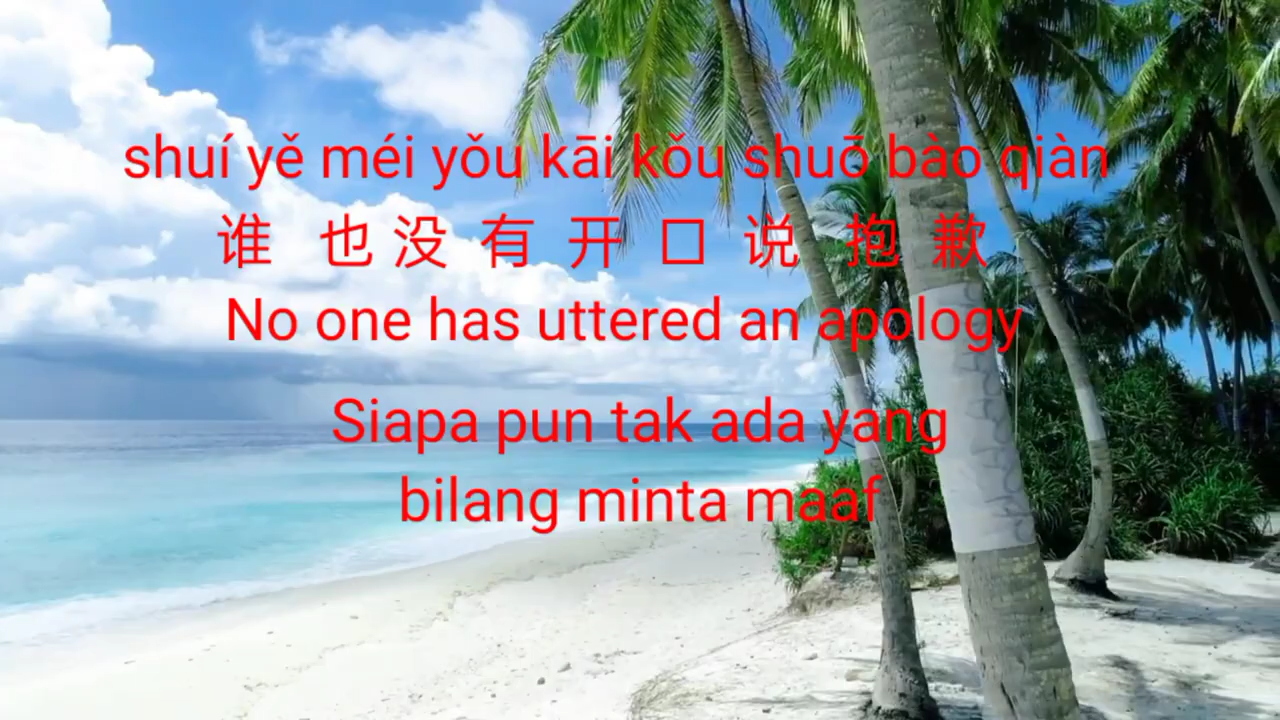 shuí yě méi yǒu kāi kǒu shuō bào qiàn
谁 也 没 有 开 口 说 抱 歉
No one has uttered an apology
Siapa pun tak ada yang
bilang minta maaf